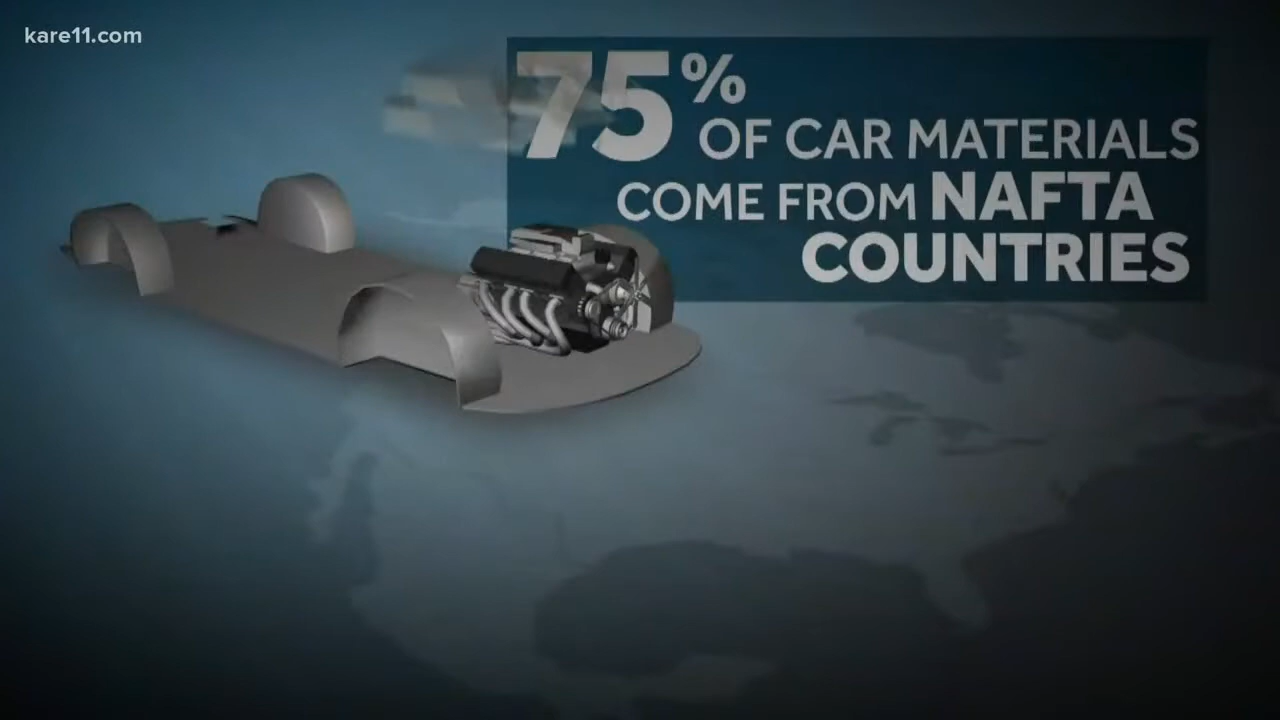 kare11.com
75%
OF CAR MATERIALS
COME FROM NAFTA
COUNTRIES